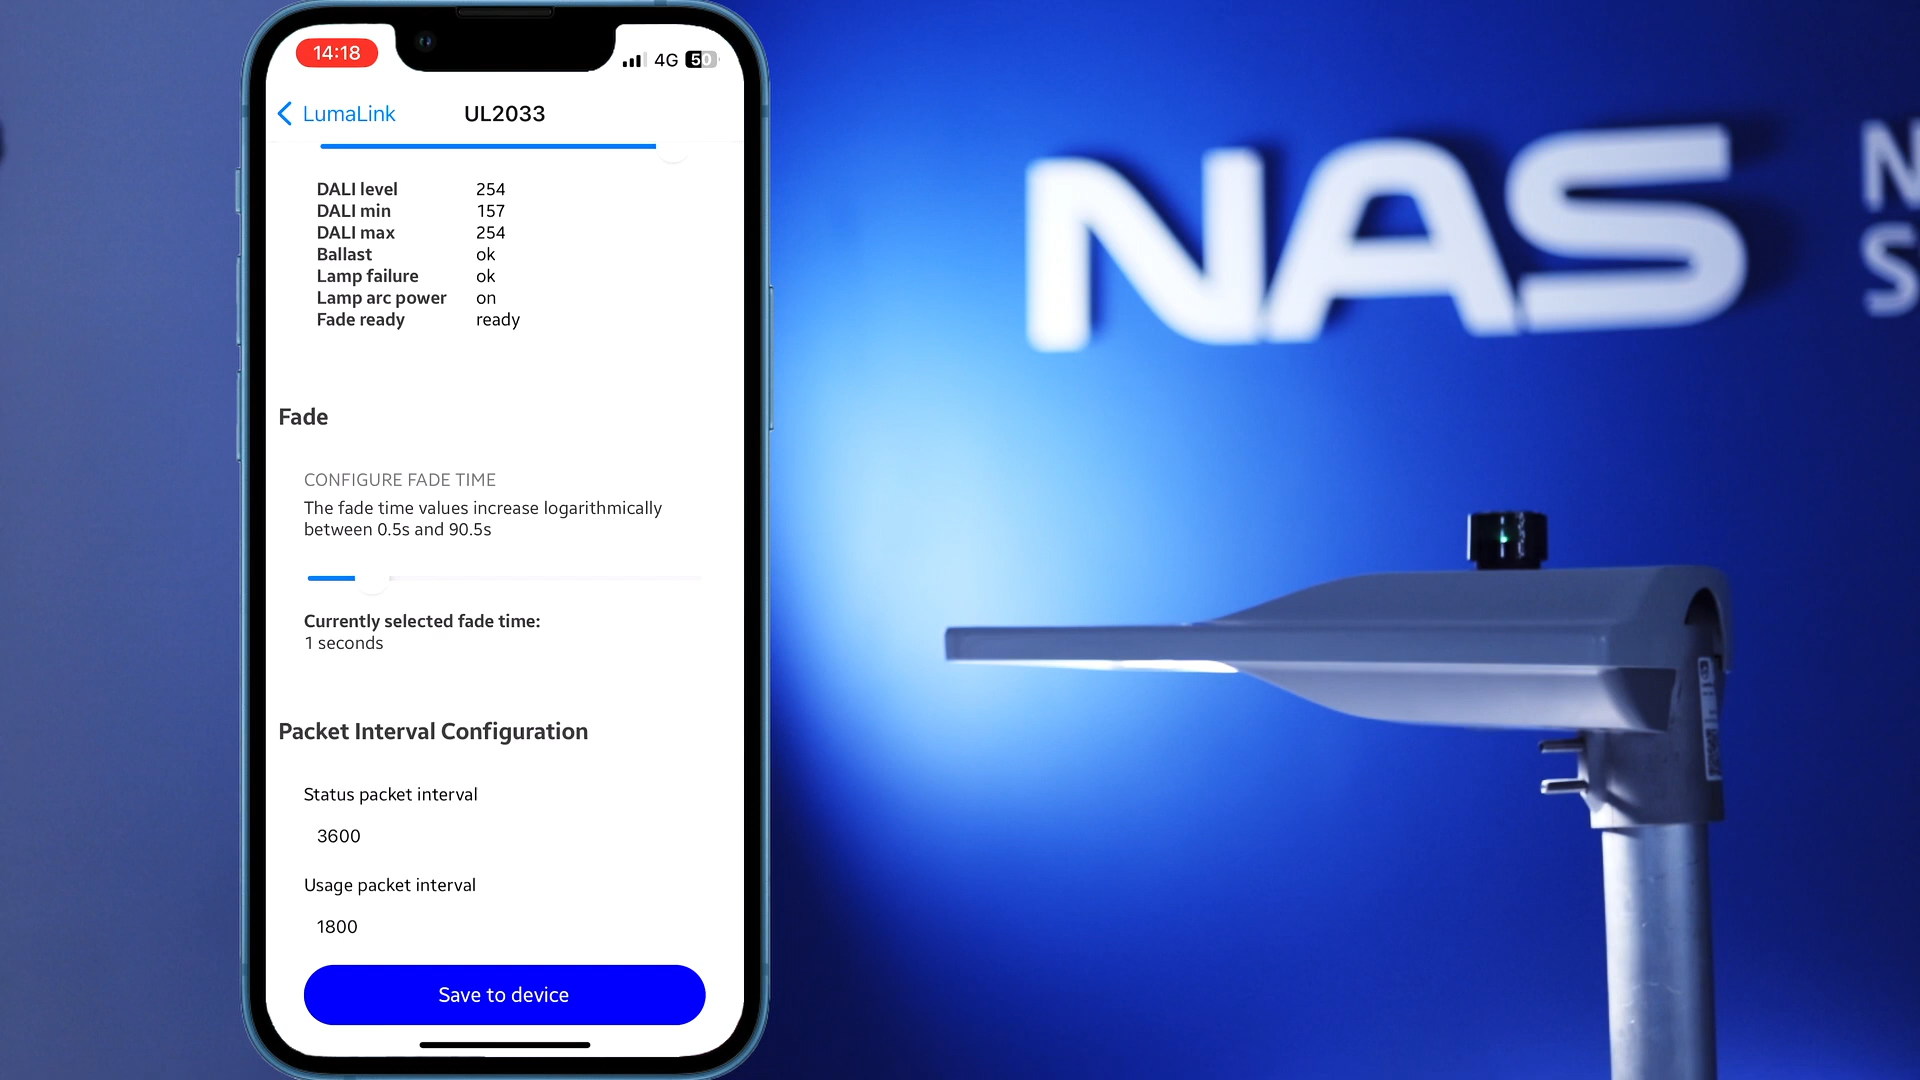 14:18
4G 50
LumaLink
UL2033
DALI level 254
DALI min 157
DALI max 254
Ballast ok
Lamp failure ok
Lamp arc power on
Fade ready ready
Fade
CONFIGURE FADE TIME
The fade time values increase logarithmically
between 0.5s and 90.5s
Currently selected fade time:
1 seconds
Packet Interval Configuration
Status packet interval
3600
Usage packet interval
1800
Save to device
NAS
N
S